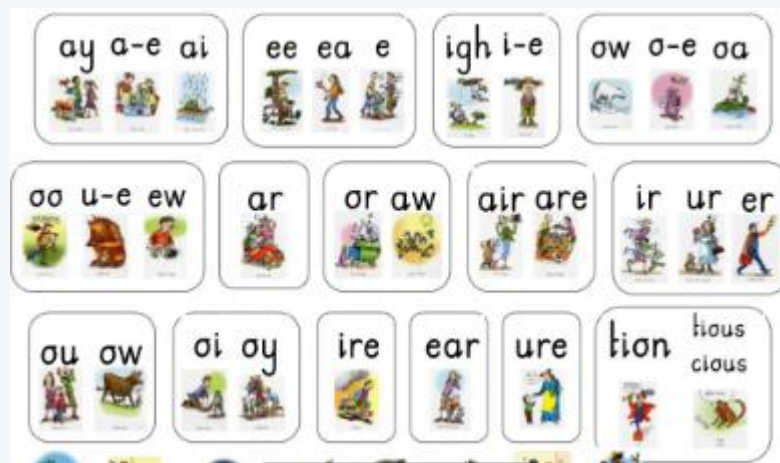 ay a-e ai
ee ea e
igh i-e
ow o-e oa
oo u-e ew
ar
or aw
air are
ir ur er
ou ow
oi oy
ire
ear
ure
tion
tious
cious